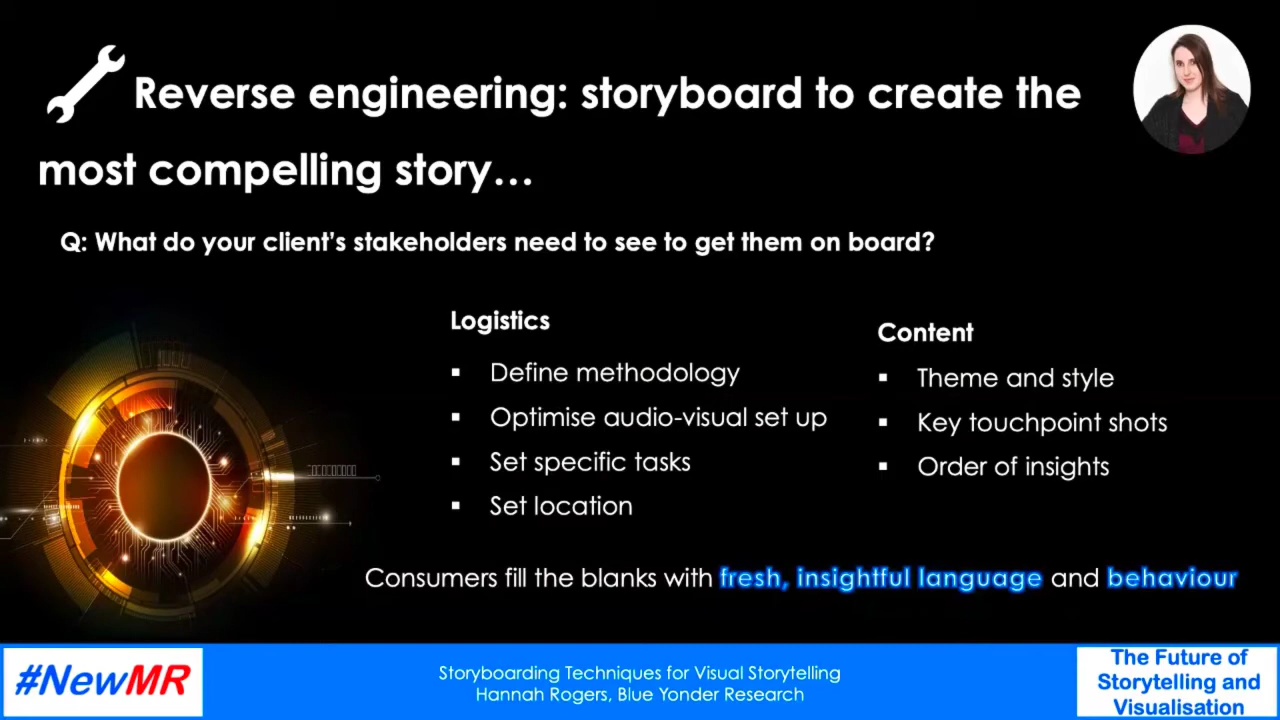 Reverse engineering: storyboard to create the
most compelling story...
Q: What do your client's stakeholders need to see to get them on board?
Logistics
▪ Define methodology
▪ Optimise audio-visual set up
▪ Set specific tasks
▪ Set location
Content
▪ Theme and style
▪ Key touchpoint shots
▪ Order of insights
Consumers fill the blanks with fresh, insightful language and behaviour
#NewMR
Storyboarding Techniques for Visual Storytelling
Hannah Rogers, Blue Yonder Research
The Future of
Storytelling and
Visualisation